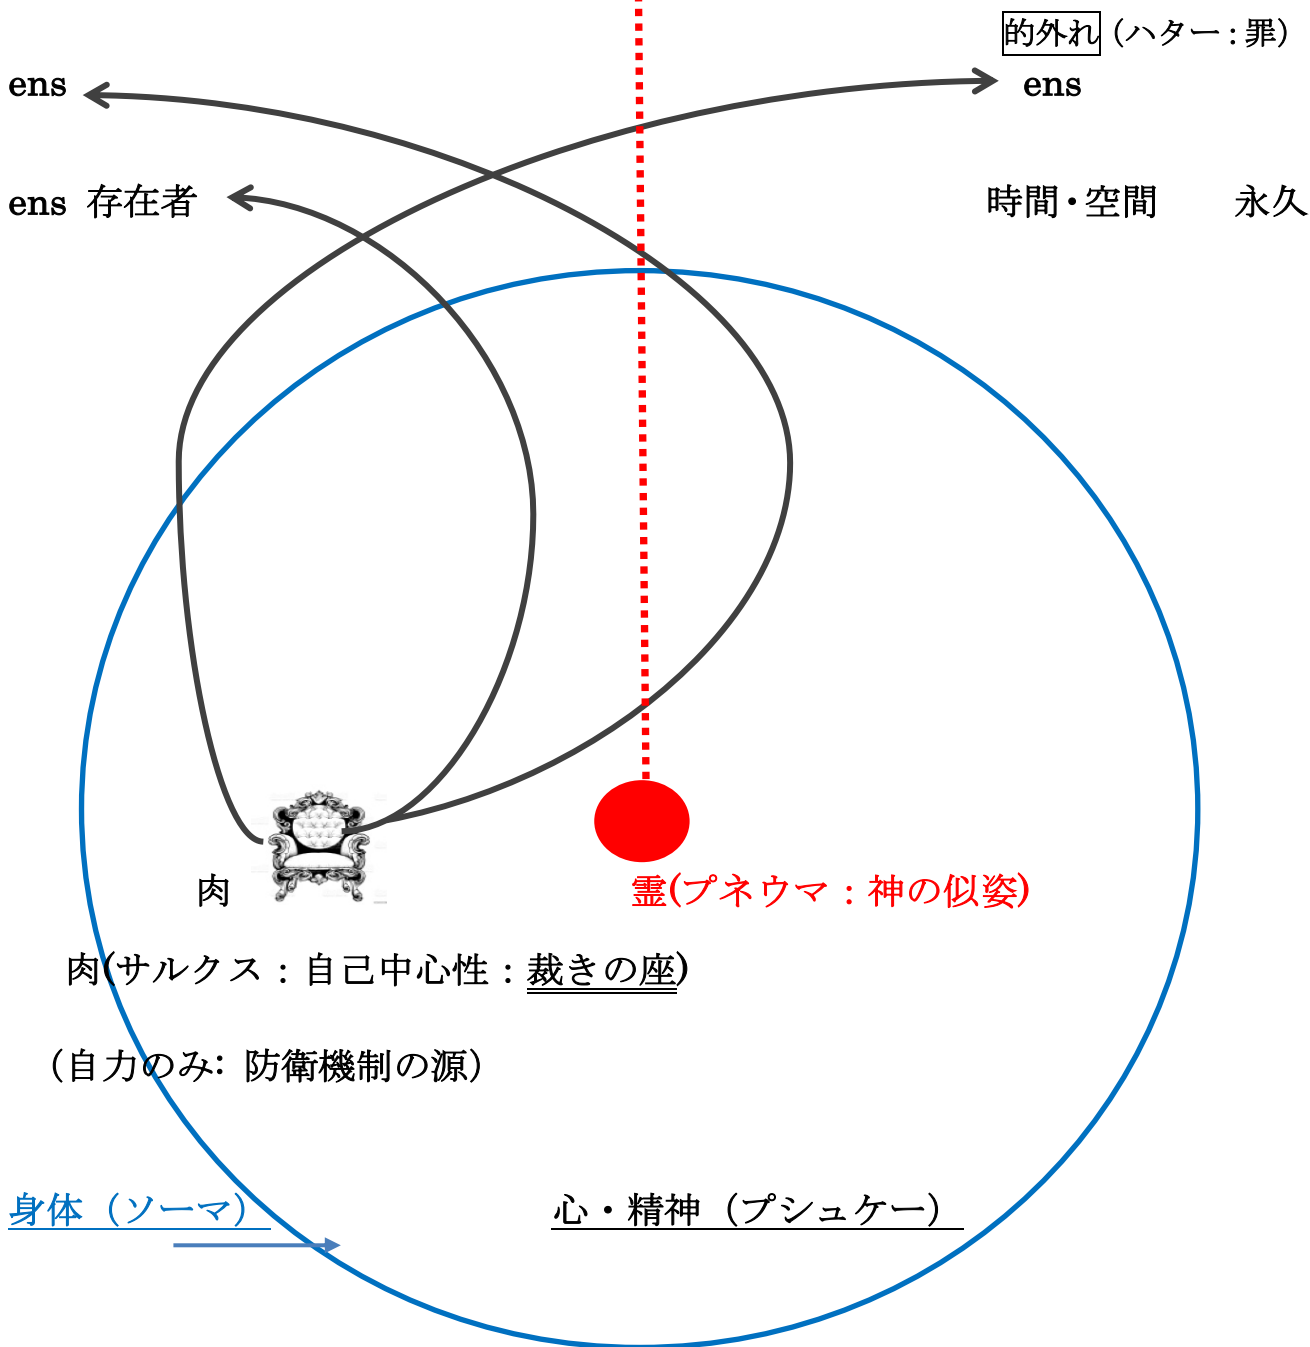 的外れ（ハター：罪）
ens
ens
ens 存在者
時間・空間　　永久
肉
霊(プネウマ：神の似姿)
肉(サルクス：自己中心性：裁きの座)
（自力のみ：防衛機制の源）
身体（ソーマ）
心・精神（プシュケー）